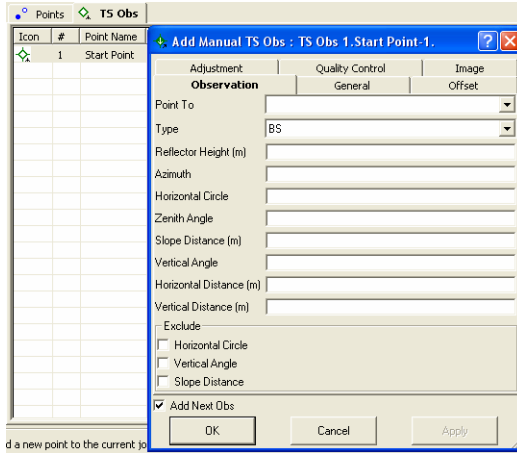 Points TS Obs
Icon # Point Name
1 Start Point
Add Manual TS Obs : TS Obs 1.Start Point-1.
Adjustment Quality Control Image
Observation General Offset
Point To
Type BS
Reflector Height (m)
Azimuth
Horizontal Circle
Zenith Angle
Slope Distance (m)
Vertical Angle
Horizontal Distance (m)
Vertical Distance (m)
Exclude
Horizontal Circle
Vertical Angle
Slope Distance
Add Next Obs
OK Cancel Apply
d a new point to the current jo